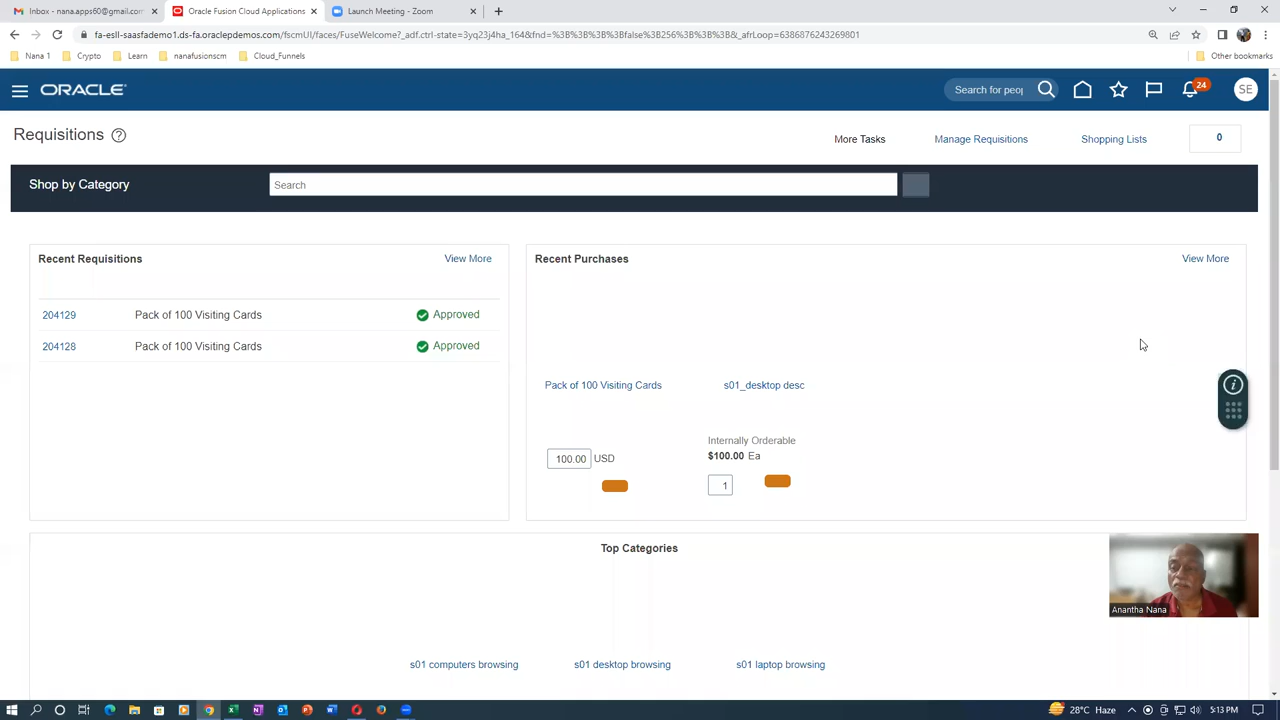 Inbox - nana.apps60@gmail.com
Oracle Fusion Cloud Applications
Launch Meeting - Zoom
fa-esll-saasfademo1.ds-fa.oraclepdemos.com/fscmUI/faces/FuseWelcome?_adf.ctrl-state=3yq23j4ha_164&fnd=%3B%3B%3B%3Bfalse%3B256%3B%3B%3B&_afrLoop=6386876243269801
Nana 1
Crypto
Learn
nanafusionscm
Cloud_Funnels
Other bookmarks
ORACLE
Search for peop
24
SE
Requisitions
More Tasks
Manage Requisitions
Shopping Lists
0
Shop by Category
Search
Recent Requisitions
View More
204129 Pack of 100 Visiting Cards Approved
204128 Pack of 100 Visiting Cards Approved
Recent Purchases
View More
Pack of 100 Visiting Cards
s01_desktop desc
Internally Orderable
100.00 USD
$100.00 Ea
1
Top Categories
s01 computers browsing
s01 desktop browsing
s01 laptop browsing
Anantha Nana
28°C Haze
5:13 PM